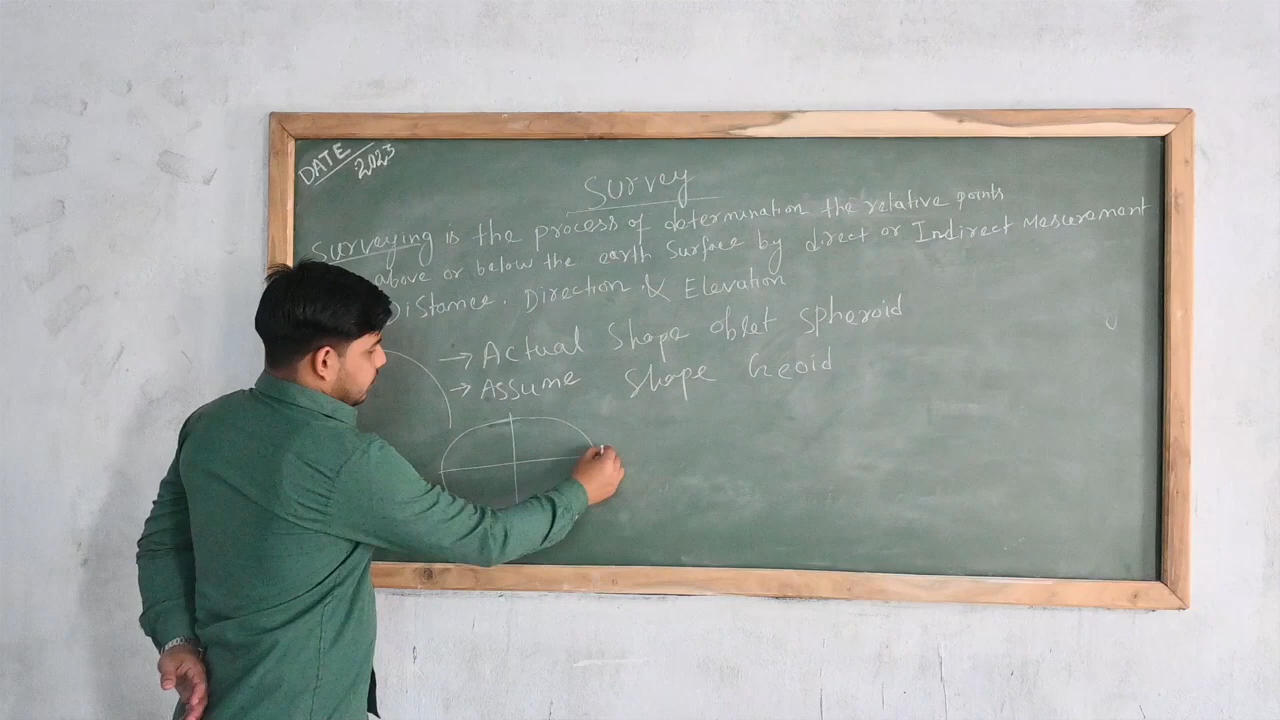 DATE
2023
Survey
Surveying is the process of determination the relative points
above or below the earth Surface by direct or Indirect Mesurement
Distance. Direction & Elevation
→ Actual Shape oblet Spheroid
→ Assume Shape Geoid